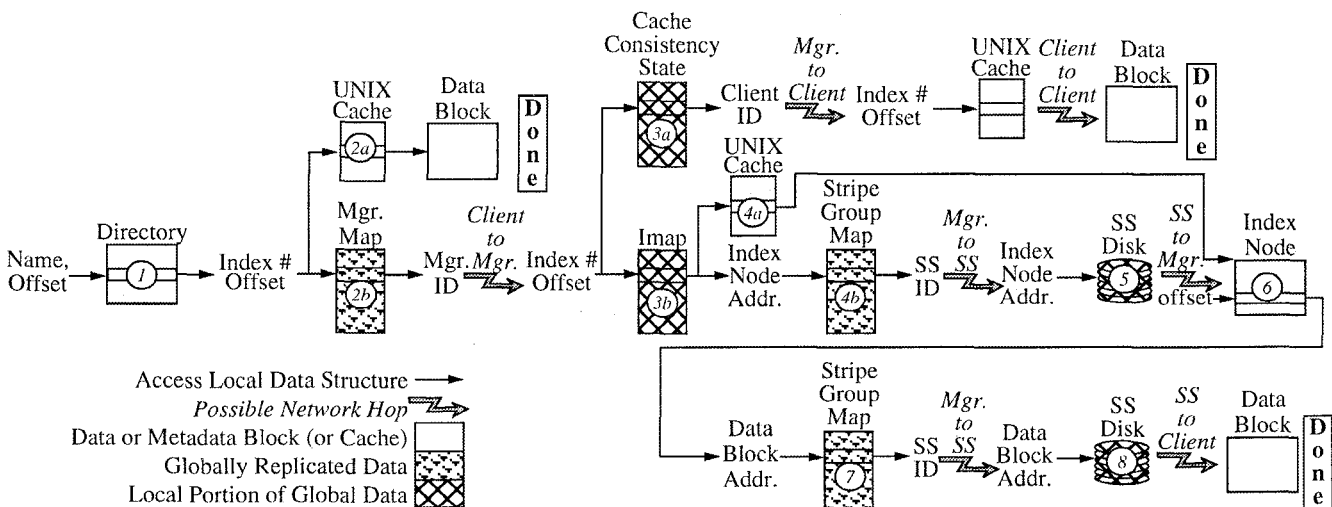 Cache
Consistency
State
3a
Client
ID
Mgr.
to
Client
Index #
Offset
UNIX
Cache
Client
to
Client
Data
Block
D
o
n
e
UNIX
Cache
2a
Data
Block
D
o
n
e
Name,
Offset
Directory
1
Index #
Offset
Mgr.
Map
2b
Mgr.
ID
Client
to
Mgr.
Index #
Offset
Imap
3b
UNIX
Cache
4a
Index
Node
Addr.
Stripe
Group
Map
4b
SS
ID
Mgr.
to
SS
Index
Node
Addr.
SS
Disk
5
SS
to
Mgr.
offset
Index
Node
6
Access Local Data Structure
Possible Network Hop
Data or Metadata Block (or Cache)
Globally Replicated Data
Local Portion of Global Data
Data
Block
Addr.
Stripe
Group
Map
7
SS
ID
Mgr.
to
SS
Data
Block
Addr.
SS
Disk
8
SS
to
Client
Data
Block
D
o
n
e